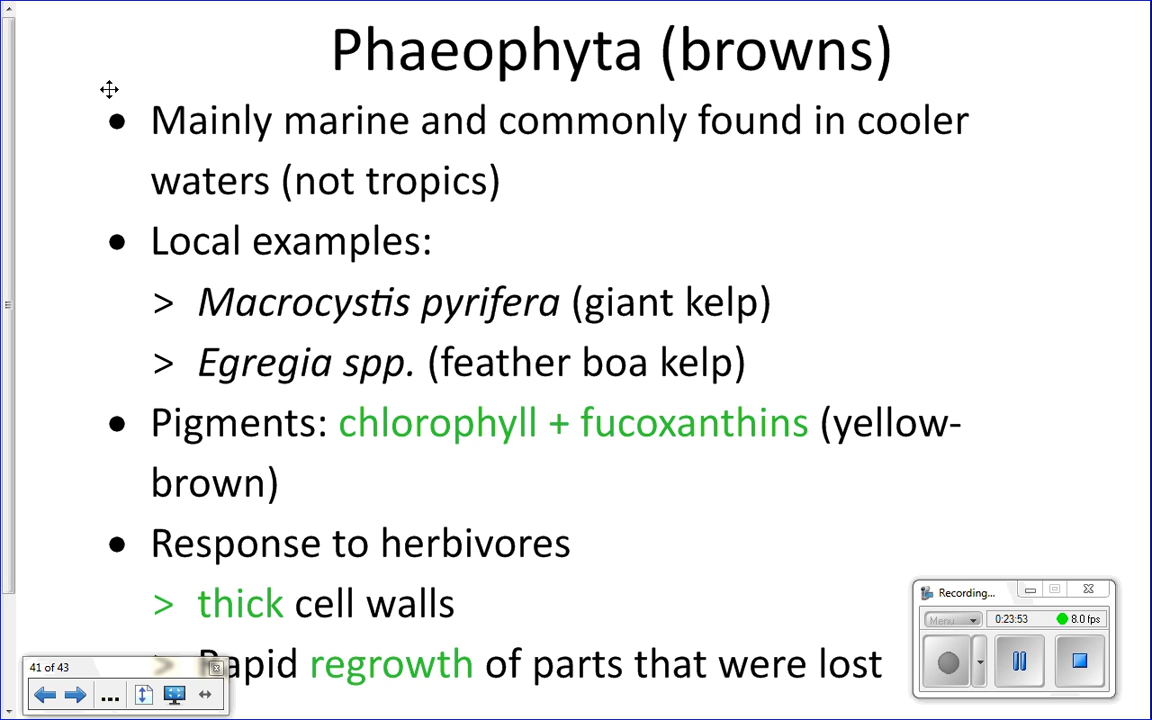 Phaeophyta (browns)
• Mainly marine and commonly found in cooler
waters (not tropics)
• Local examples:
> Macrocystis pyrifera (giant kelp)
> Egregia spp. (feather boa kelp)
• Pigments: chlorophyll + fucoxanthins (yellow-
brown)
• Response to herbivores
> thick cell walls
> Rapid regrowth of parts that were lost
Recording...
Menu 0:23:53 8.0 fps
41 of 43
...